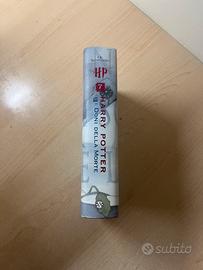 HP
7
HARRY POTTER
E I DONI DELLA MORTE
subito